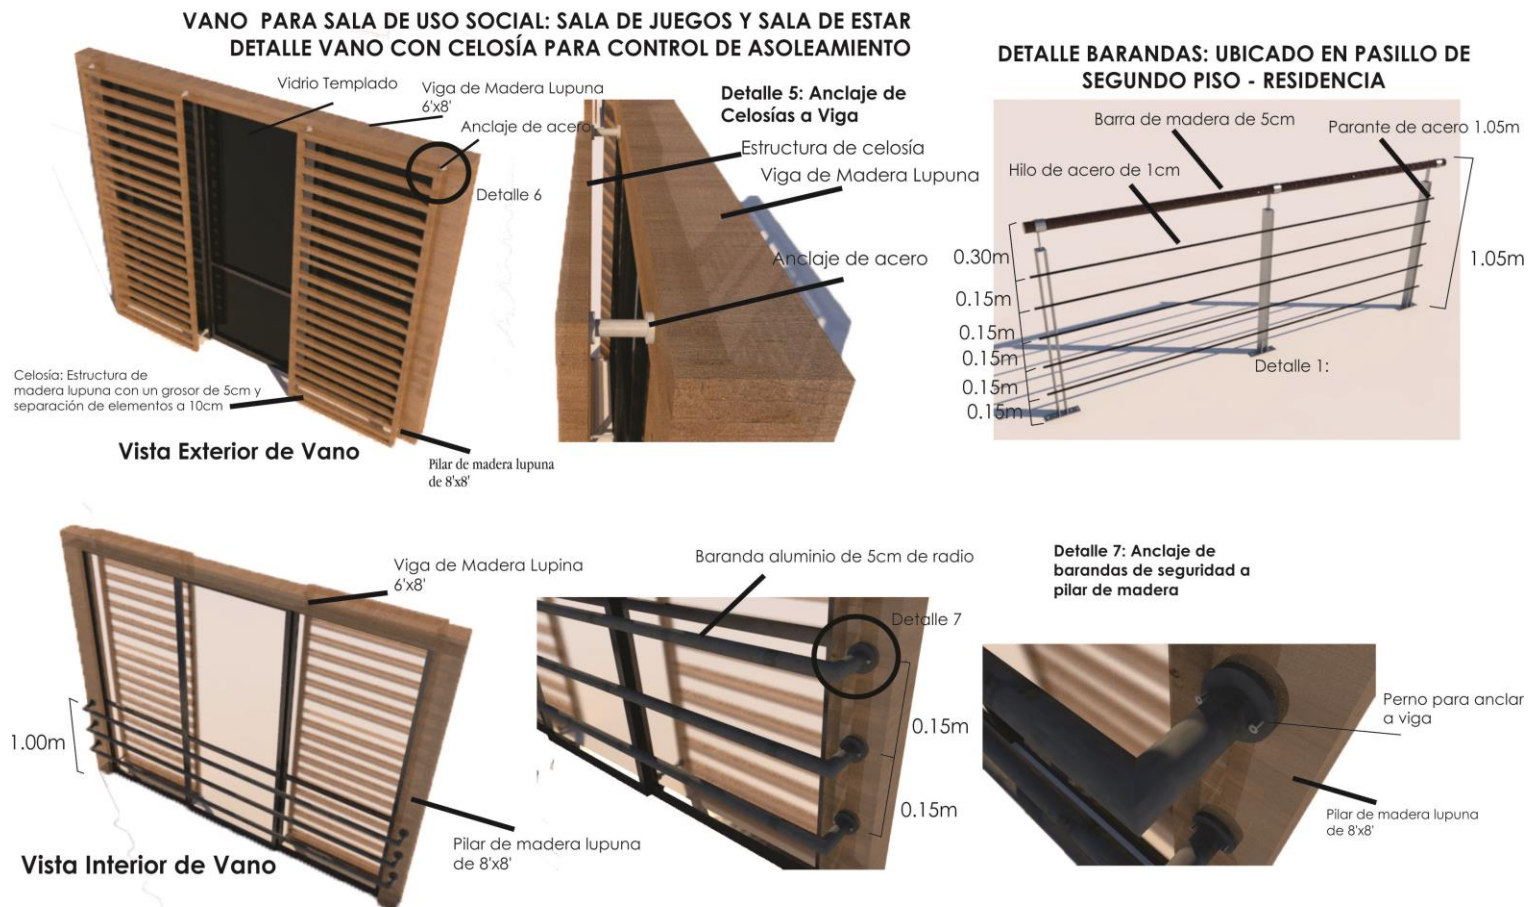 VANO PARA SALA DE USO SOCIAL: SALA DE JUEGOS Y SALA DE ESTAR
DETALLE VANO CON CELOSÍA PARA CONTROL DE ASOLEAMIENTO
Vidrio Templado
Viga de Madera Lupuna
6'x8'
Anclaje de acero
Detalle 6
Celosía: Estructura de
madera lupuna con un grosor de 5cm y
separación de elementos a 10cm
Vista Exterior de Vano
Pilar de madera lupuna
de 8'x8'
Detalle 5: Anclaje de
Celosías a Viga
Estructura de celosía
Viga de Madera Lupuna
Anclaje de acero
DETALLE BARANDAS: UBICADO EN PASILLO DE
SEGUNDO PISO - RESIDENCIA
Barra de madera de 5cm
Parante de acero 1.05m
Hilo de acero de 1cm
0.30m
0.15m
0.15m
0.15m
0.15m
0.15m
1.05m
Detalle 1:
Viga de Madera Lupina
6'x8'
1.00m
Pilar de madera lupuna
de 8'x8'
Vista Interior de Vano
Baranda aluminio de 5cm de radio
Detalle 7
0.15m
0.15m
Detalle 7: Anclaje de
barandas de seguridad a
pilar de madera
Perno para anclar
a viga
Pilar de madera lupuna
de 8'x8'